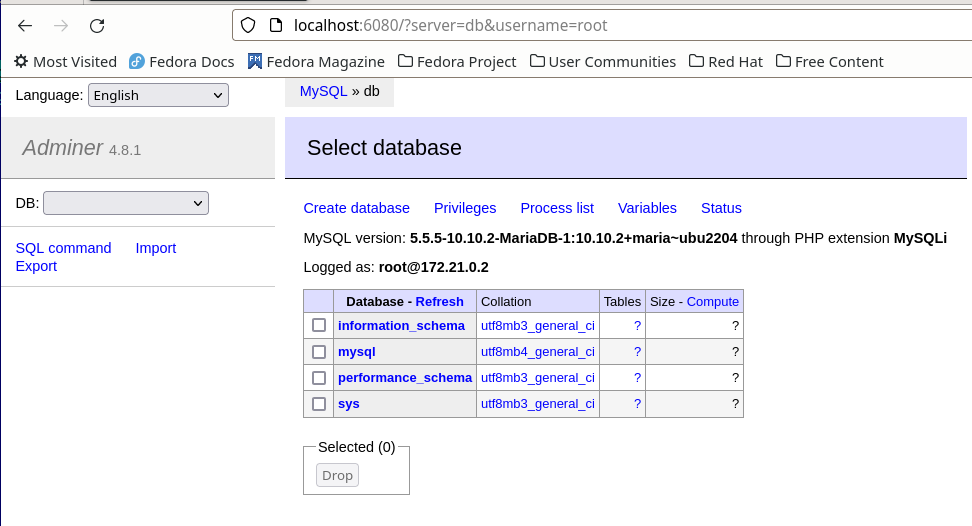 localhost:6080/?server=db&username=root
Most Visited Fedora Docs Fedora Magazine Fedora Project User Communities Red Hat Free Content
Language: English
MySQL » db
Adminer 4.8.1
Select database
DB:
SQL command Import
Export
Create database Privileges Process list Variables Status
MySQL version: 5.5.5-10.10.2-MariaDB-1:10.10.2+maria~ubu2204 through PHP extension MySQLi
Logged as: root@172.21.0.2
Database - Refresh Collation Tables Size - Compute
information_schema utf8mb3_general_ci ? ?
mysql utf8mb4_general_ci ? ?
performance_schema utf8mb3_general_ci ? ?
sys utf8mb3_general_ci ? ?
Selected (0)
Drop